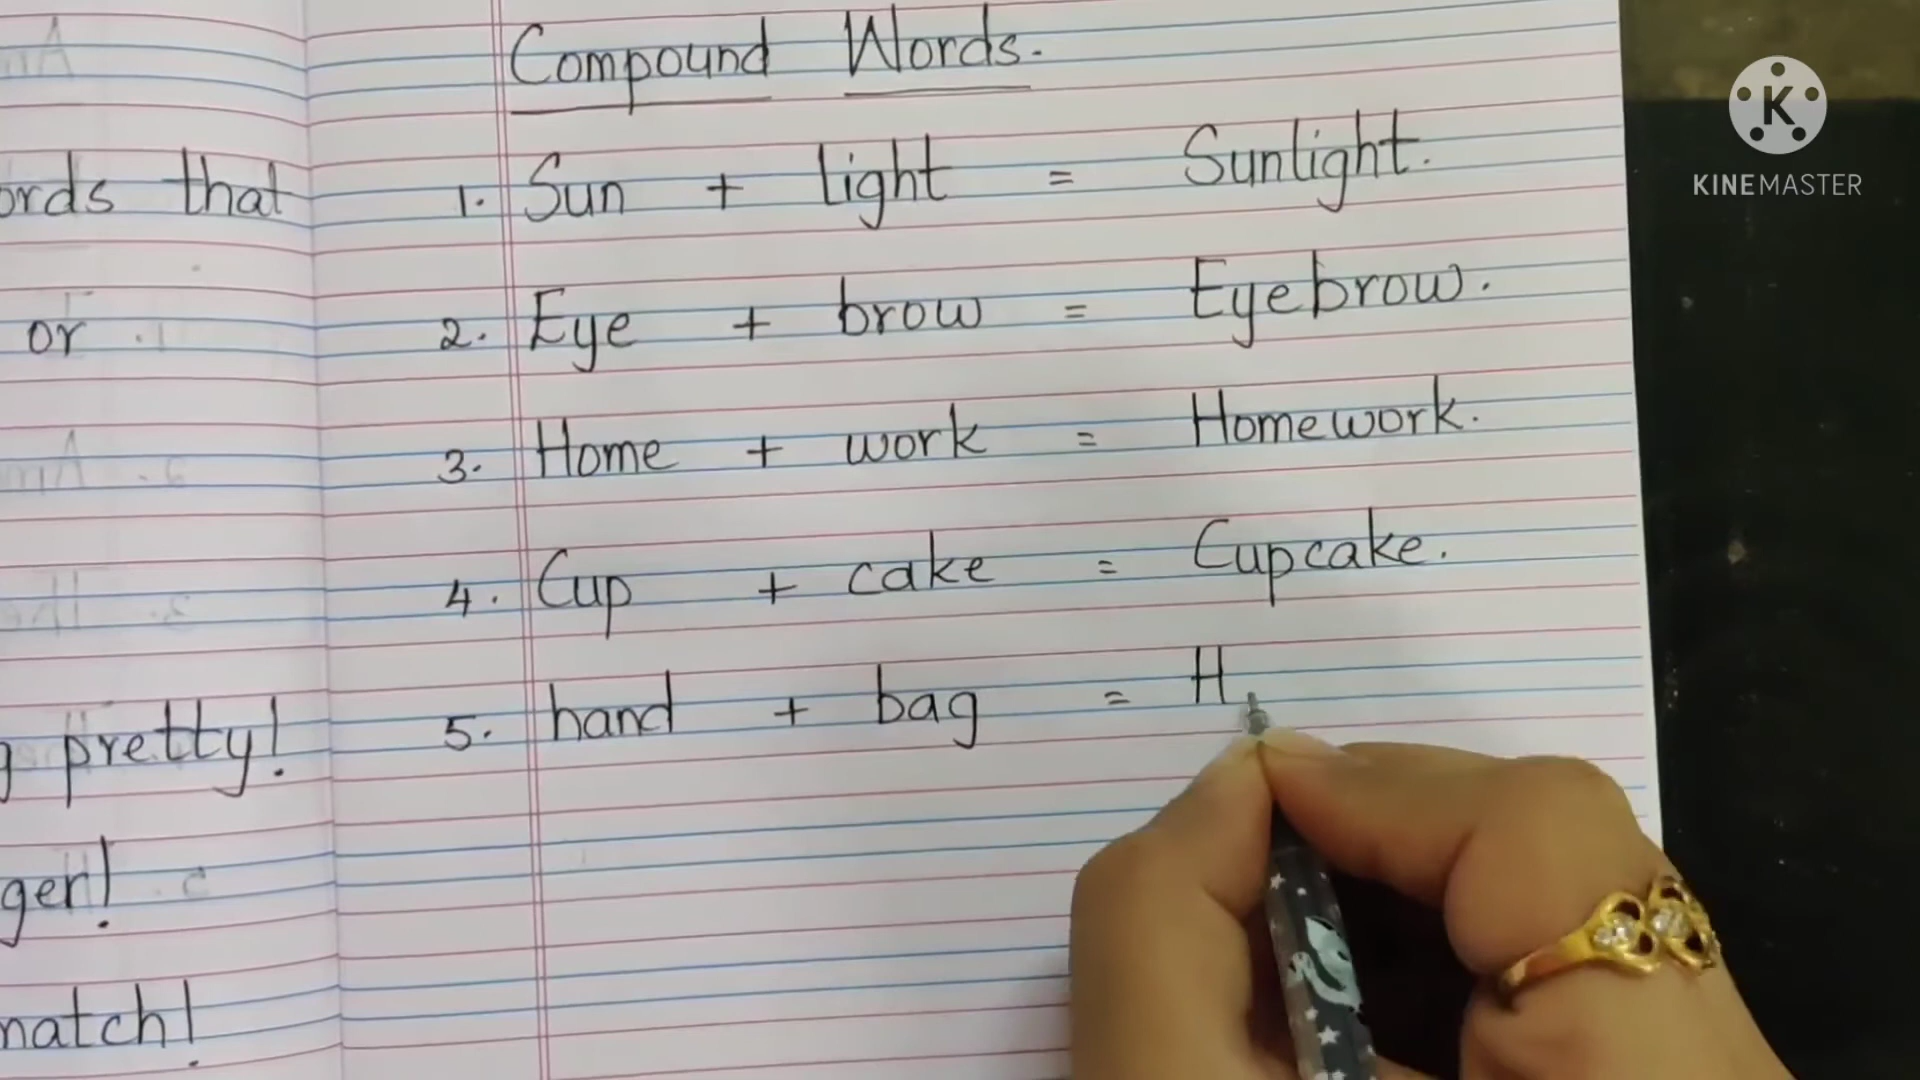 ords that
or
pretty!
ger!
match!
Compound Words.
1. Sun + light = Sunlight.
2. Eye + brow = Eyebrow.
3. Home + work = Homework.
4. Cup + cake = Cupcake.
5. hand + bag = H
KINEMASTER